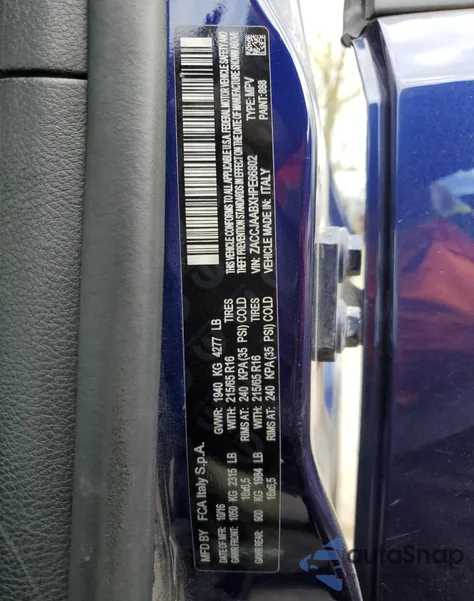 MFD BY FCA Italy S.p.A.
DATE OF MFR: 10/16 GVWR: 1940 KG 4277 LB
GAWR FRONT: 1050 KG 2315 LB WITH: 215/65 R16 TIRES
16x6,5 RIMS AT: 240 KPA (35 PSI) COLD
GAWR REAR: 900 KG 1984 LB WITH: 215/65 R16 TIRES
16x6,5 RIMS AT: 240 KPA (35 PSI) COLD
THIS VEHICLE CONFORMS TO ALL APPLICABLE U.S.A. FEDERAL MOTOR VEHICLE SAFETY, BUMPER AND THEFT
PREVENTION STANDARDS IN EFFECT ON THE DATE OF MANUFACTURE SHOWN ABOVE.
VIN: ZACCJAABXHPE66802 TYPE: MPV
VEHICLE MADE IN: ITALY PAINT: 888
autoSnap